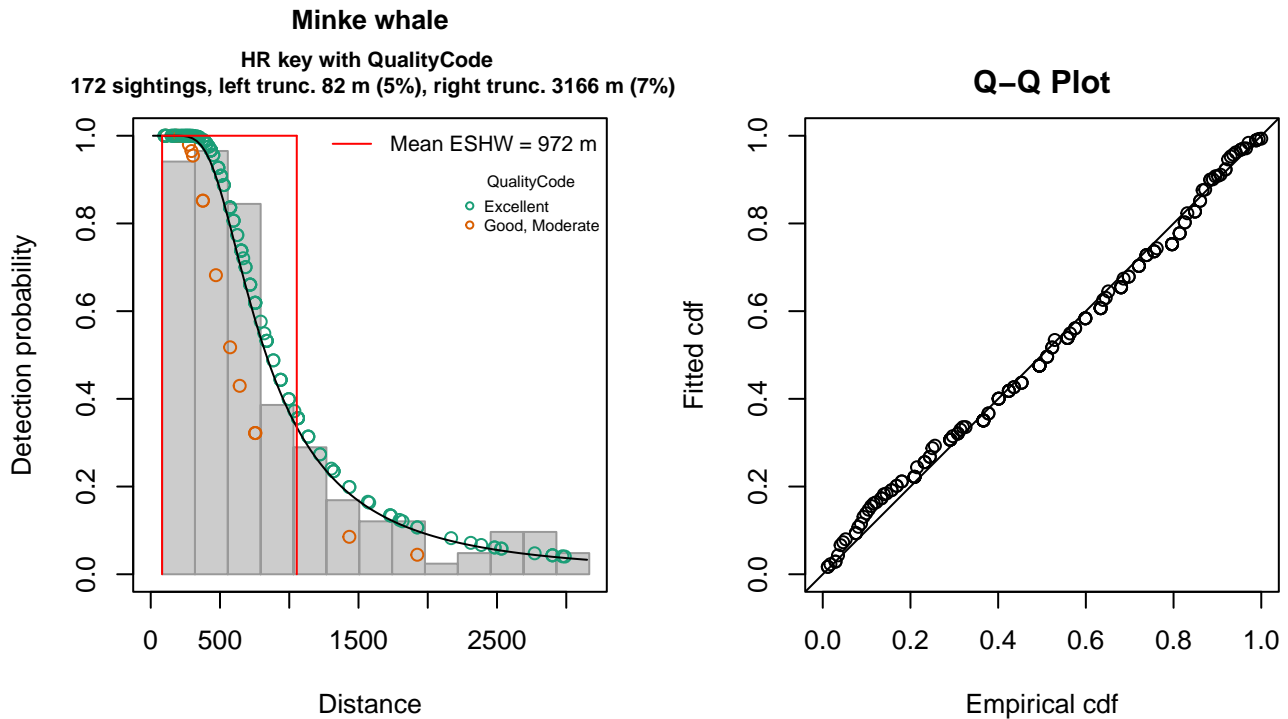 Minke whale
HR key with QualityCode
172 sightings, left trunc. 82 m (5%), right trunc. 3166 m (7%)
Mean ESHW = 972 m
QualityCode
Excellent
Good, Moderate
Detection probability
0.0
0.2
0.4
0.6
0.8
1.0
0
500
1500
2500
Distance
Q−Q Plot
Fitted cdf
0.0
0.2
0.4
0.6
0.8
1.0
0.0
0.2
0.4
0.6
0.8
1.0
Empirical cdf